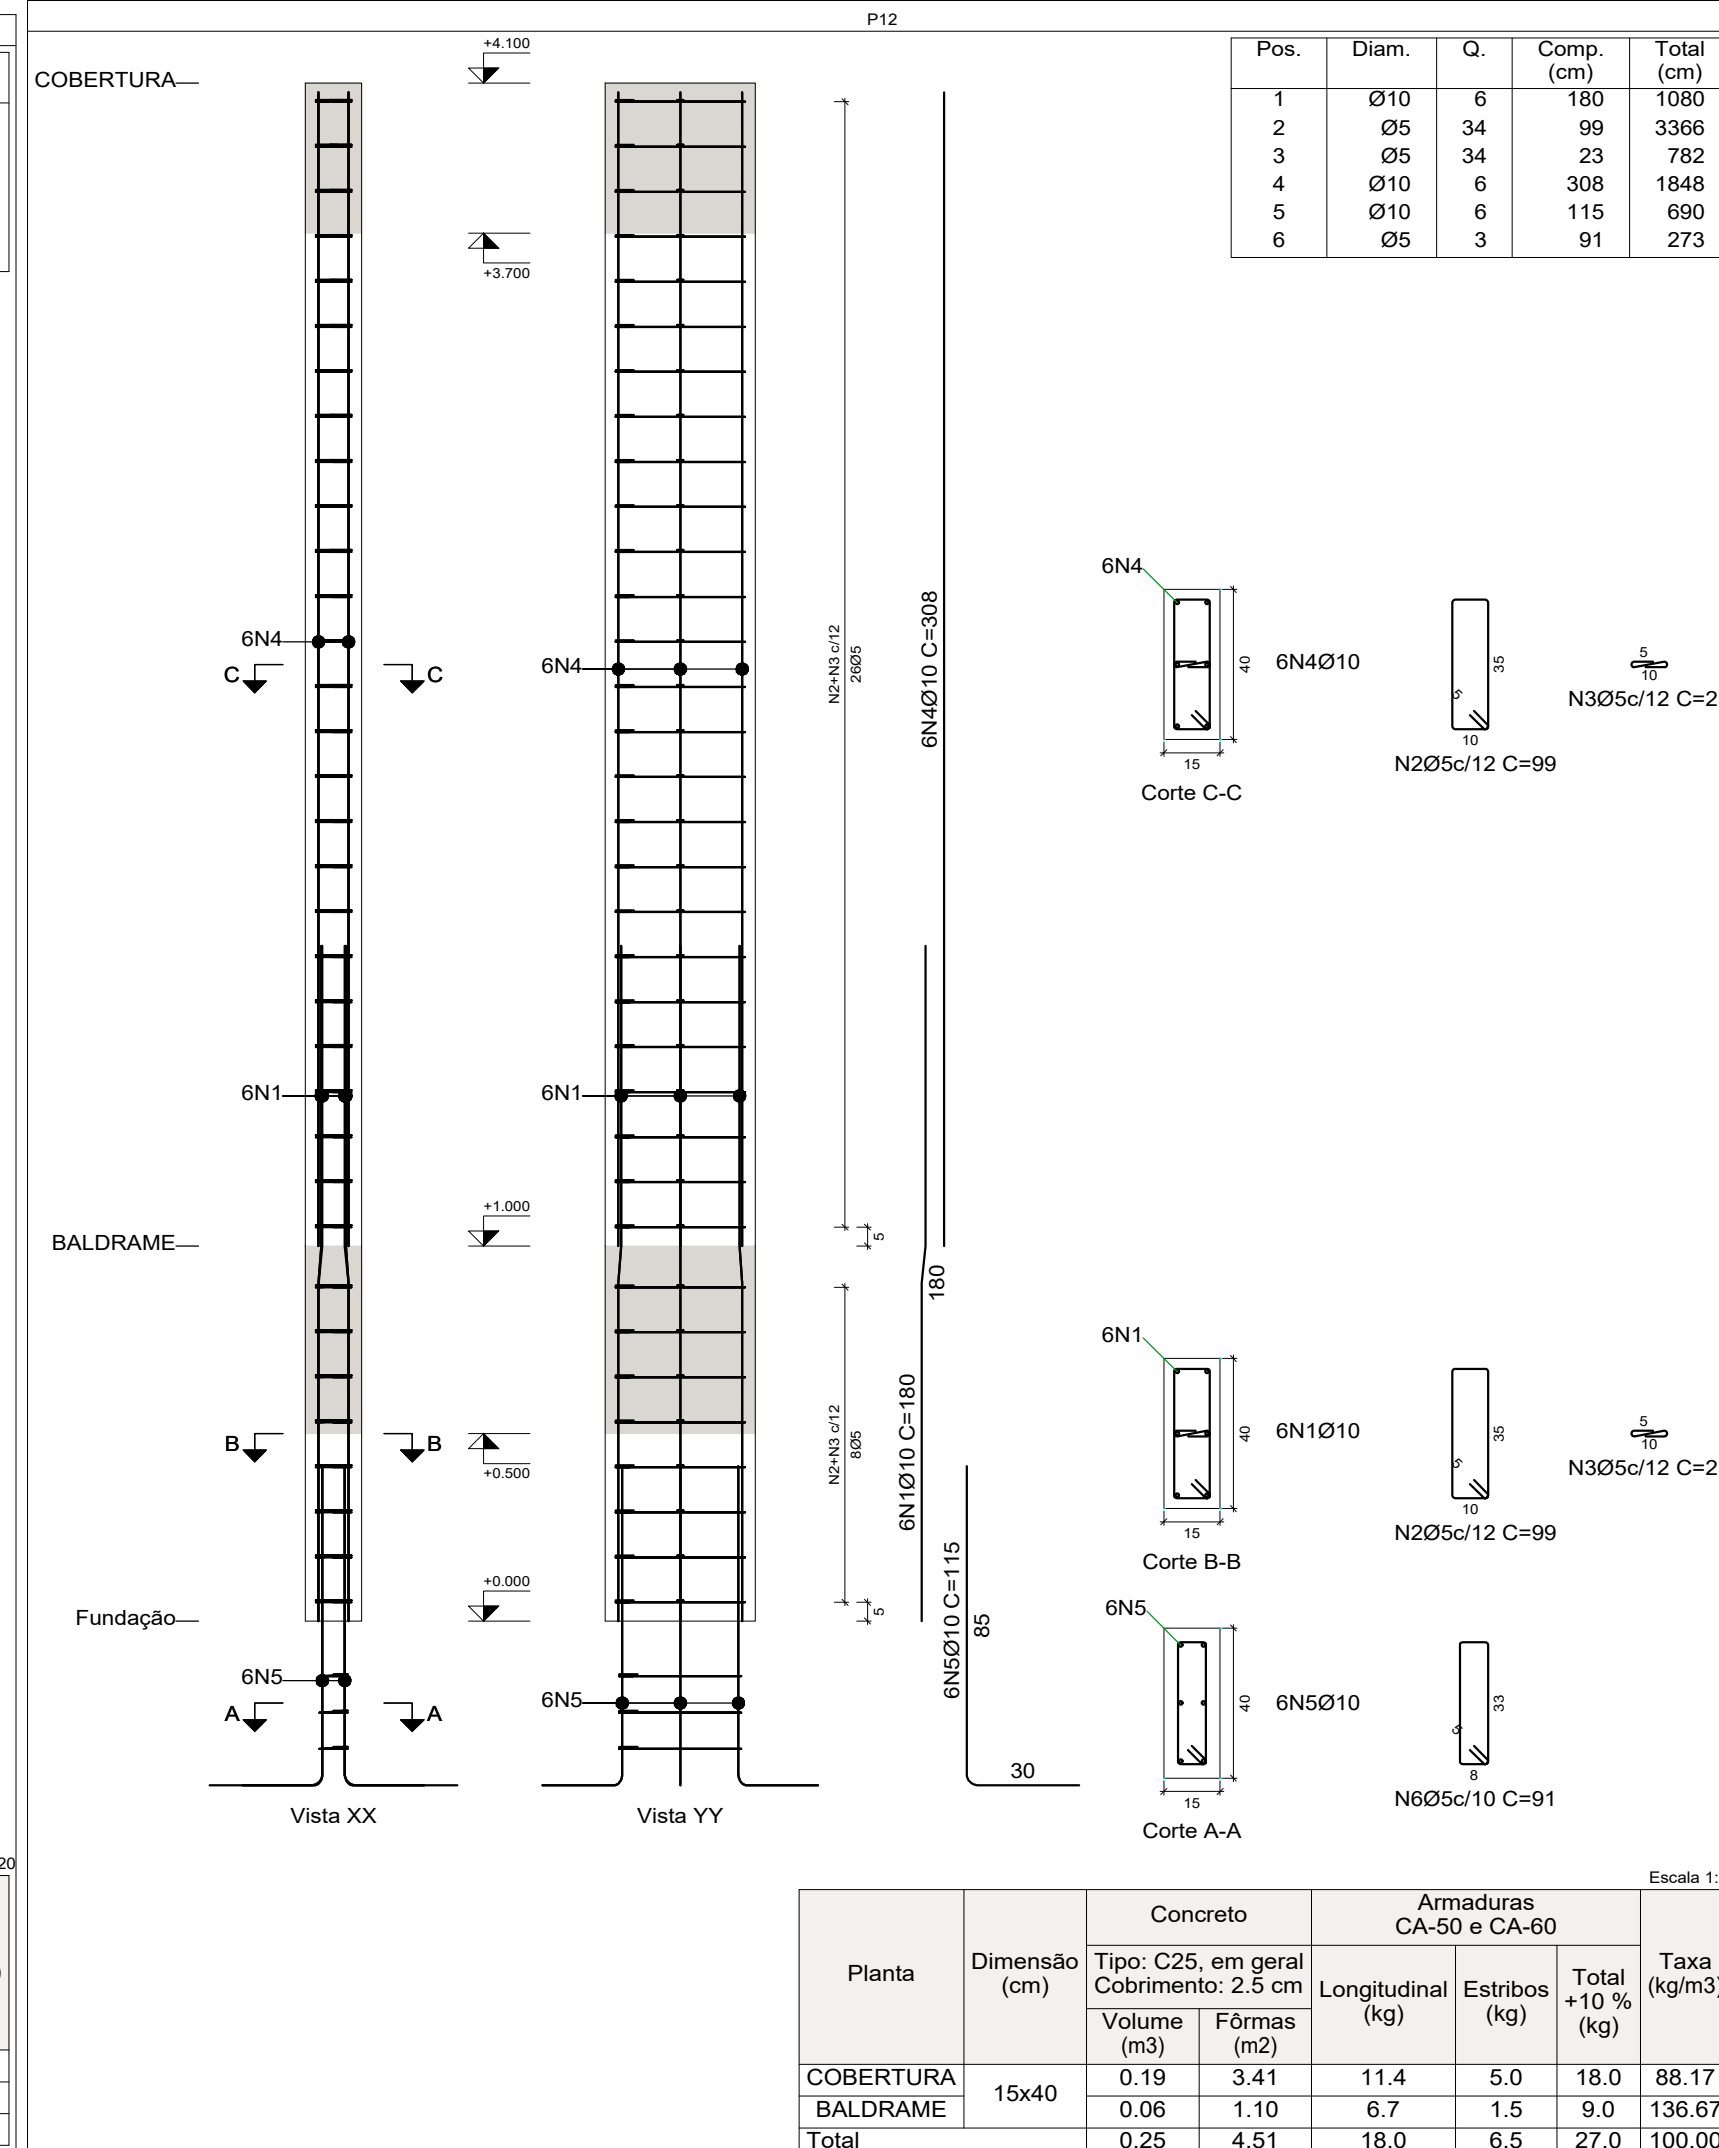 P12
Pos. Diam. Q. Comp. (cm) Total (cm)
1 Ø10 6 180 1080
2 Ø5 34 99 3366
3 Ø5 34 23 782
4 Ø10 6 308 1848
5 Ø10 6 115 690
6 Ø5 3 91 273
COBERTURA
+4.100
+3.700
6N4
C C
6N4
N2+N3 c/12
26Ø5
6N4Ø10 C=308
6N4
40
15
6N4Ø10
Corte C-C
35
5
10
N2Ø5c/12 C=99
5
10
N3Ø5c/12 C=2
6N1
6N1
BALDRAME
+1.000
5
180
6N1Ø10 C=180
N2+N3 c/12
8Ø5
B B
+0.500
6N1
40
15
6N1Ø10
Corte B-B
35
5
10
N2Ø5c/12 C=99
5
10
N3Ø5c/12 C=2
Fundação
+0.000
5
6N5Ø10 C=115
85
30
6N5
A A
6N5
6N5
40
15
6N5Ø10
Corte A-A
33
5
8
N6Ø5c/10 C=91
Vista XX
Vista YY
20
Escala 1:
Planta
Dimensão
(cm)
Concreto
Tipo: C25, em geral
Cobrimento: 2.5 cm
Volume
(m3)
Fôrmas
(m2)
Armaduras
CA-50 e CA-60
Longitudinal
(kg)
Estribos
(kg)
Total
+10 %
(kg)
Taxa
(kg/m3)
COBERTURA 15x40 0.19 3.41 11.4 5.0 18.0 88.17
BALDRAME 0.06 1.10 6.7 1.5 9.0 136.67
Total 0.25 4.51 18.0 6.5 27.0 100.00